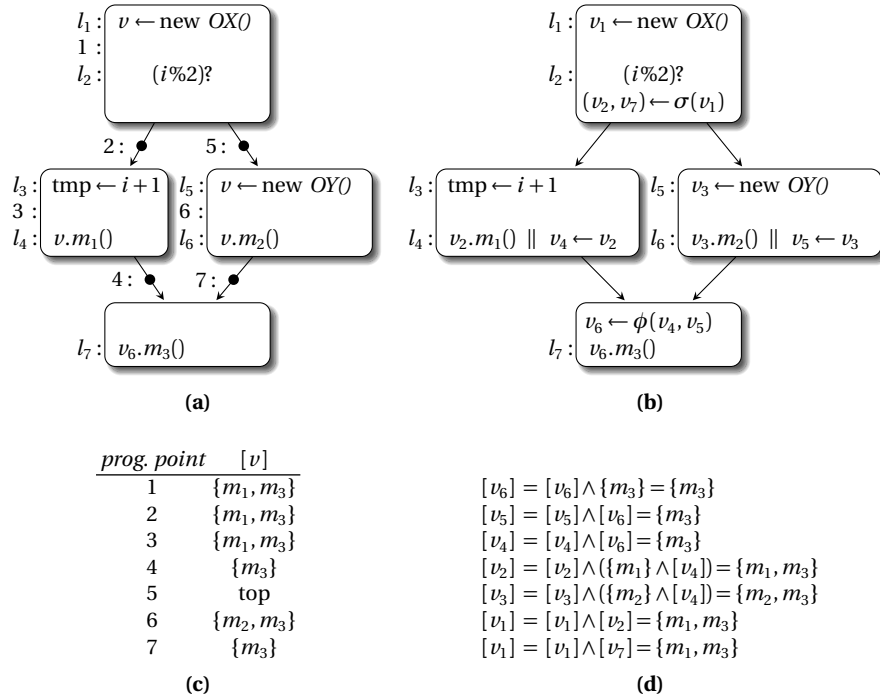 l₁: v ← new OX()
1:
l₂: (i%2)?
2: 5:
l₃: tmp ← i + 1
3:
l₄: v.m₁()
l₅: v ← new OY()
6:
l₆: v.m₂()
4: 7:
l₇: v₆.m₃()
(a)
l₁: v₁ ← new OX()
l₂: (i%2)?
(v₂, v₇) ← σ(v₁)
l₃: tmp ← i + 1
l₄: v₂.m₁() ∥ v₄ ← v₂
l₅: v₃ ← new OY()
l₆: v₃.m₂() ∥ v₅ ← v₃
v₆ ← ϕ(v₄, v₅)
l₇: v₆.m₃()
(b)
prog. point [v]
1 {m₁, m₃}
2 {m₁, m₃}
3 {m₁, m₃}
4 {m₃}
5 top
6 {m₂, m₃}
7 {m₃}
(c)
[v₆] = [v₆] ∧ {m₃} = {m₃}
[v₅] = [v₅] ∧ [v₆] = {m₃}
[v₄] = [v₄] ∧ [v₆] = {m₃}
[v₂] = [v₂] ∧ ({m₁} ∧ [v₄]) = {m₁, m₃}
[v₃] = [v₃] ∧ ({m₂} ∧ [v₄]) = {m₂, m₃}
[v₁] = [v₁] ∧ [v₂] = {m₁, m₃}
[v₁] = [v₁] ∧ [v₇] = {m₁, m₃}
(d)